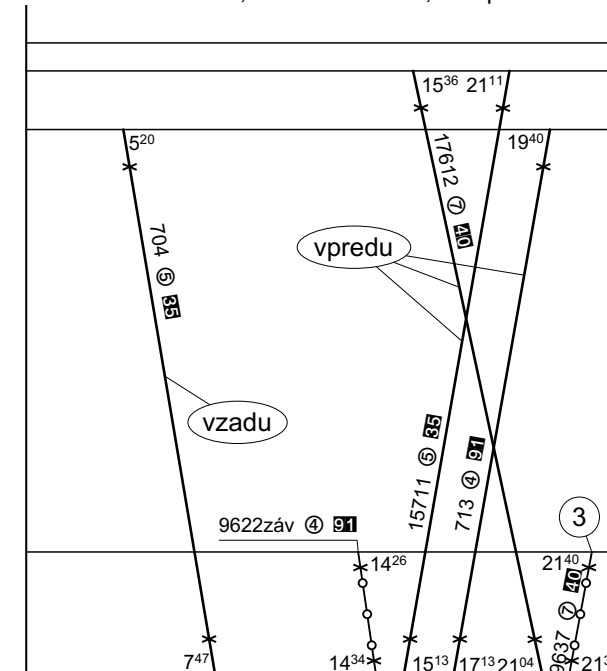 15³⁶ 21¹¹
5²⁰
19⁴⁰
17612 ⑦ 40
vpredu
704 ⑤ 35
vzadu
15711 ⑤ 35
713 ④ 91
9622záv ④ 91
3
14²⁶
21⁴⁰
9637 ⑦ 40
7⁴⁷
14³⁴
15¹³
17¹³
21⁰⁴